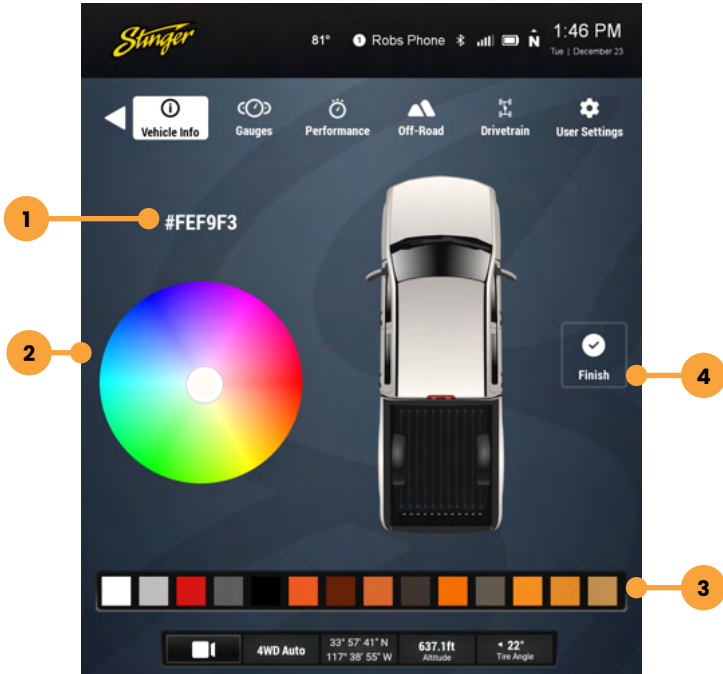 Stinger
81° 1 Robs Phone N 1:46 PM
Tue | December 23
Vehicle Info Gauges Performance Off-Road Drivetrain User Settings
1
#FEF9F3
2
Finish
4
3
4WD Auto
33° 57' 41" N
117° 38' 55" W
637.1ft
Altitude
22°
Tire Angle